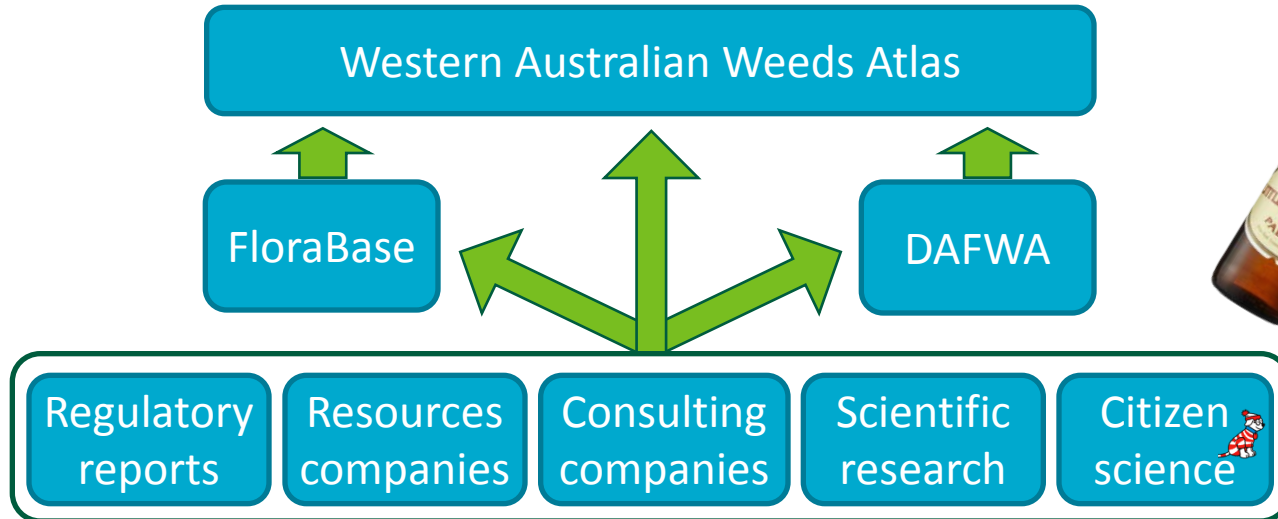 Western Australian Weeds Atlas
FloraBase
DAFWA
Regulatory
reports
Resources
companies
Consulting
companies
Scientific
research
Citizen
science